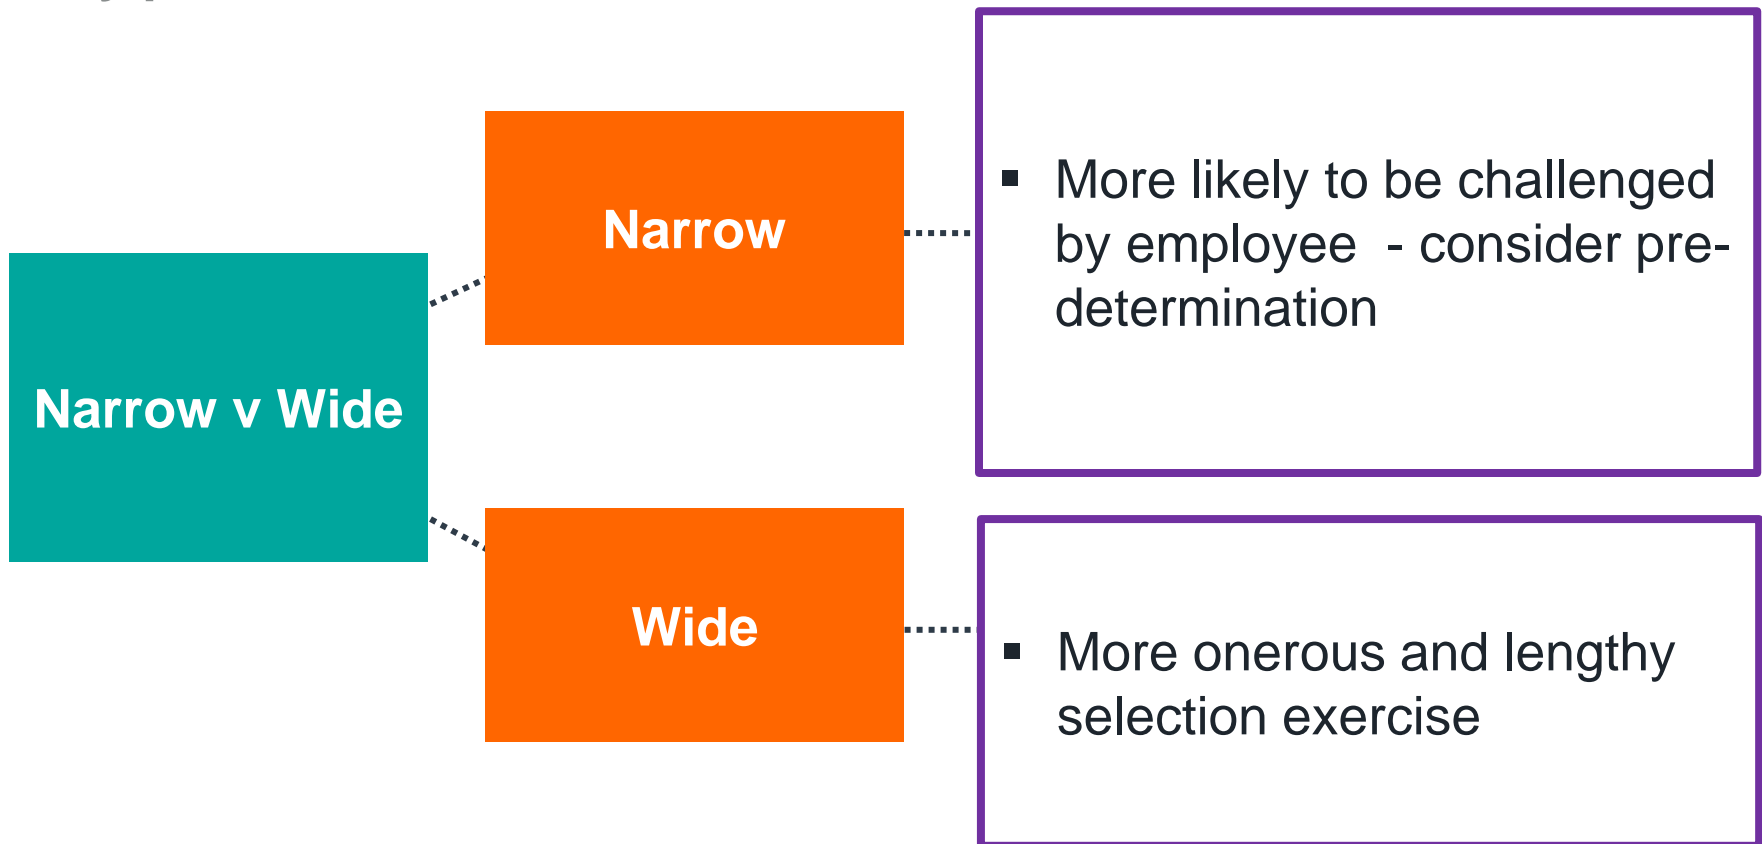 Narrow v Wide
Narrow
▪ More likely to be challenged
by employee  - consider pre-
determination
Wide
▪ More onerous and lengthy
selection exercise